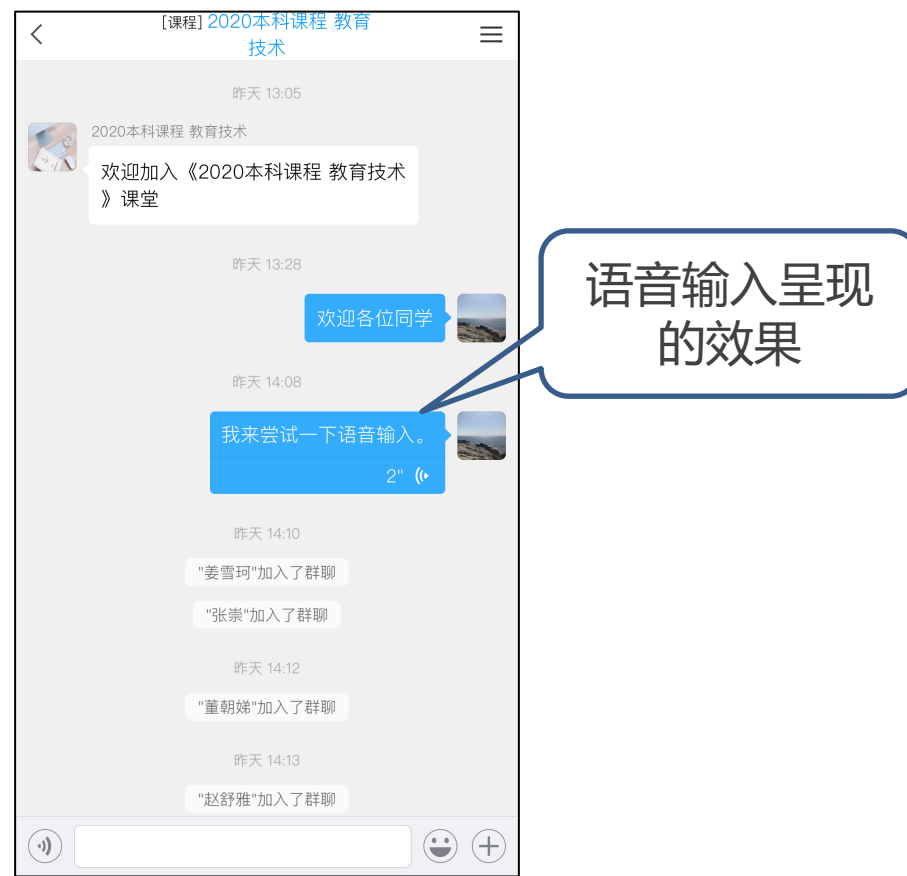 [课程] 2020本科课程 教育
技术
昨天 13:05
2020本科课程 教育技术
欢迎加入《2020本科课程 教育技术
》课堂
昨天 13:28
欢迎各位同学
昨天 14:08
我来尝试一下语音输入。
2"
昨天 14:10
"姜雪珂"加入了群聊
"张崇"加入了群聊
昨天 14:12
"董朝娣"加入了群聊
昨天 14:13
"赵舒雅"加入了群聊
语音输入呈现
的效果